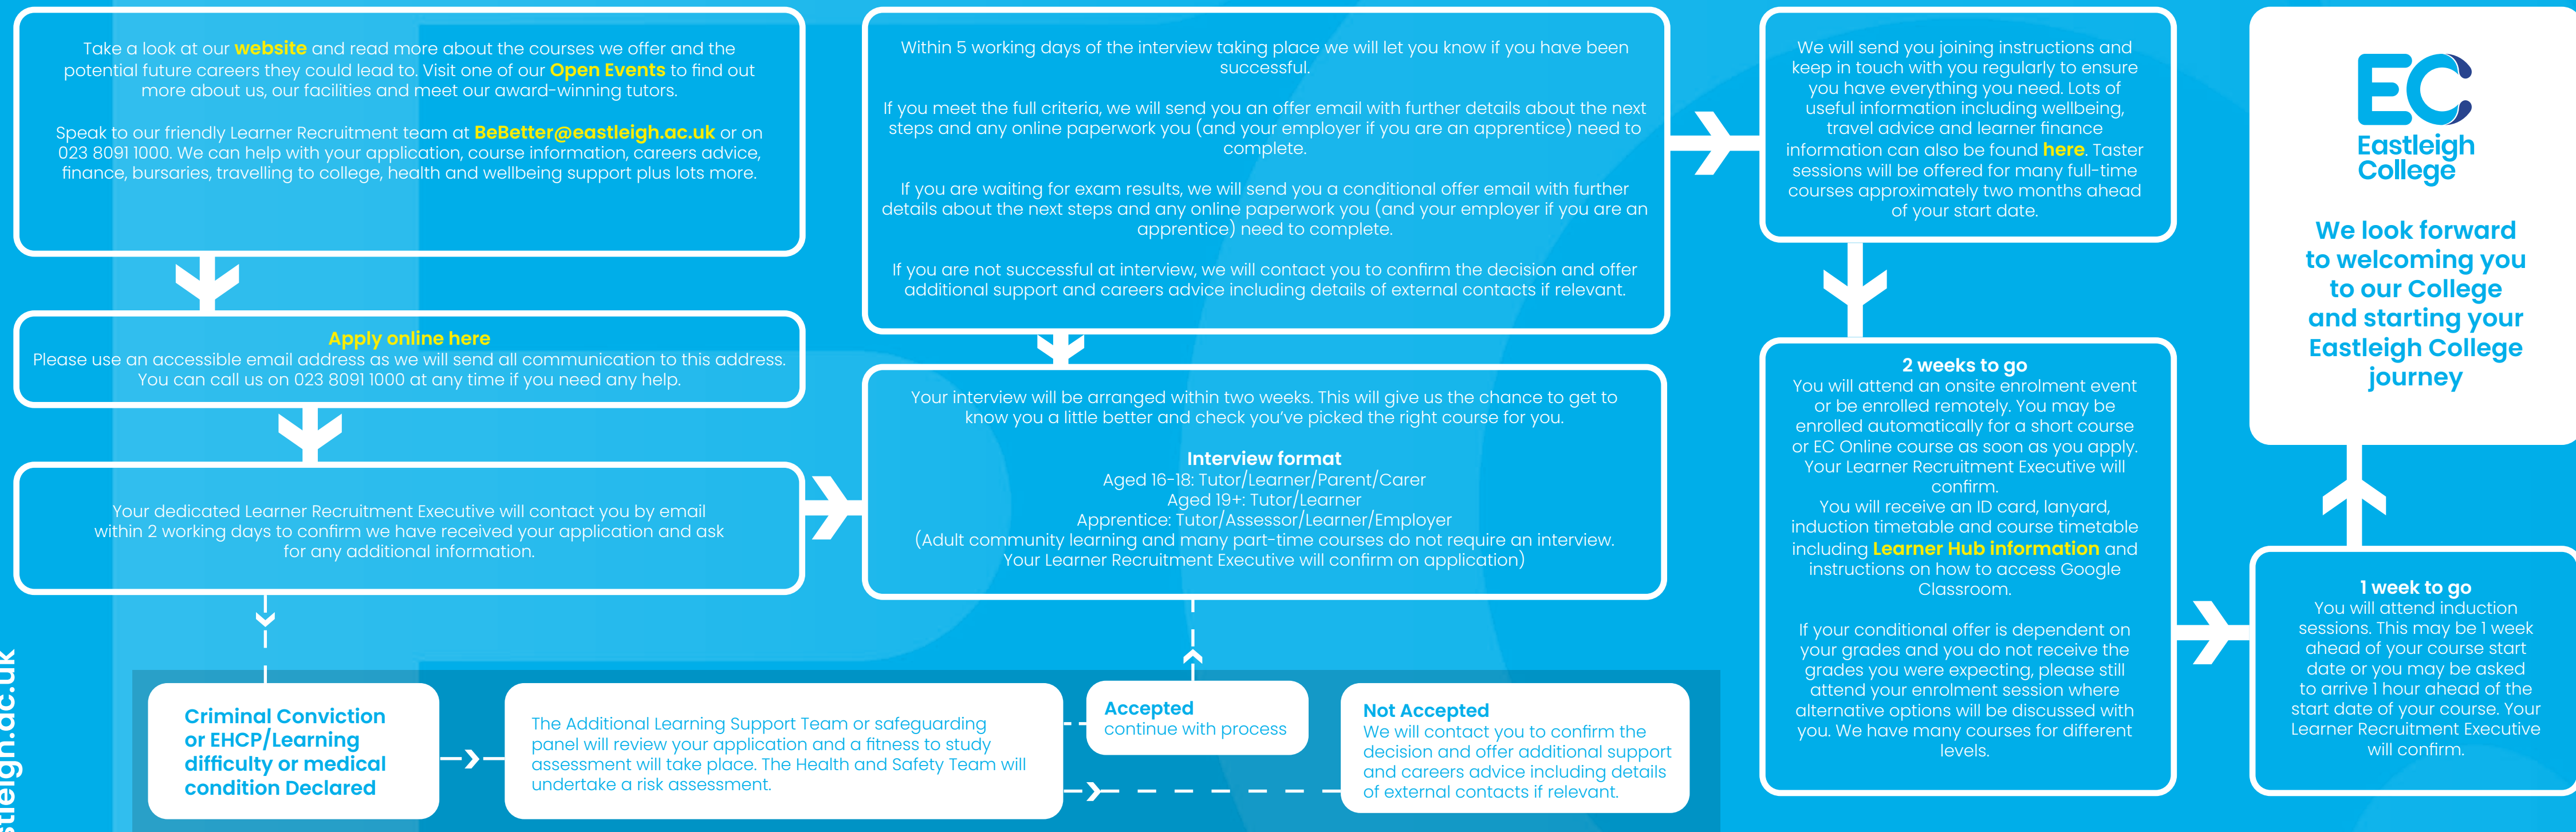 Take a look at our website and read more about the courses we offer and the
potential future careers they could lead to. Visit one of our Open Events to find out
more about us, our facilities and meet our award-winning tutors.
Speak to our friendly Learner Recruitment team at BeBetter@eastleigh.ac.uk or on
023 8091 1000. We can help with your application, course information, careers advice,
finance, bursaries, travelling to college, health and wellbeing support plus lots more.
Apply online here
Please use an accessible email address as we will send all communication to this address.
You can call us on 023 8091 1000 at any time if you need any help.
Your dedicated Learner Recruitment Executive will contact you by email
within 2 working days to confirm we have received your application and ask
for any additional information.
Criminal Conviction
or EHCP/Learning
difficulty or medical
condition Declared
The Additional Learning Support Team or safeguarding
panel will review your application and a fitness to study
assessment will take place. The Health and Safety Team will
undertake a risk assessment.
Accepted
continue with process
Not Accepted
We will contact you to confirm the
decision and offer additional support
and careers advice including details
of external contacts if relevant.
Your interview will be arranged within two weeks. This will give us the chance to get to
know you a little better and check you've picked the right course for you.
Interview format
Aged 16-18: Tutor/Learner/Parent/Carer
Aged 19+: Tutor/Learner
Apprentice: Tutor/Assessor/Learner/Employer
(Adult community learning and many part-time courses do not require an interview.
Your Learner Recruitment Executive will confirm on application)
Within 5 working days of the interview taking place we will let you know if you have been
successful.
If you meet the full criteria, we will send you an offer email with further details about the next
steps and any online paperwork you (and your employer if you are an apprentice) need to
complete.
If you are waiting for exam results, we will send you a conditional offer email with further
details about the next steps and any online paperwork you (and your employer if you are an
apprentice) need to complete.
If you are not successful at interview, we will contact you to confirm the decision and offer
additional support and careers advice including details of external contacts if relevant.
We will send you joining instructions and
keep in touch with you regularly to ensure
you have everything you need. Lots of
useful information including wellbeing,
travel advice and learner finance
information can also be found here. Taster
sessions will be offered for many full-time
courses approximately two months ahead
of your start date.
2 weeks to go
You will attend an onsite enrolment event
or be enrolled remotely. You may be
enrolled automatically for a short course
or EC Online course as soon as you apply.
Your Learner Recruitment Executive will
confirm.
You will receive an ID card, lanyard,
induction timetable and course timetable
including Learner Hub information and
instructions on how to access Google
Classroom.
If your conditional offer is dependent on
your grades and you do not receive the
grades you were expecting, please still
attend your enrolment session where
alternative options will be discussed with
you. We have many courses for different
levels.
1 week to go
You will attend induction
sessions. This may be 1 week
ahead of your course start
date or you may be asked
to arrive 1 hour ahead of the
start date of your course. Your
Learner Recruitment Executive
will confirm.
EC
Eastleigh
College
We look forward
to welcoming you
to our College
and starting your
Eastleigh College
journey
stleigh.ac.uk